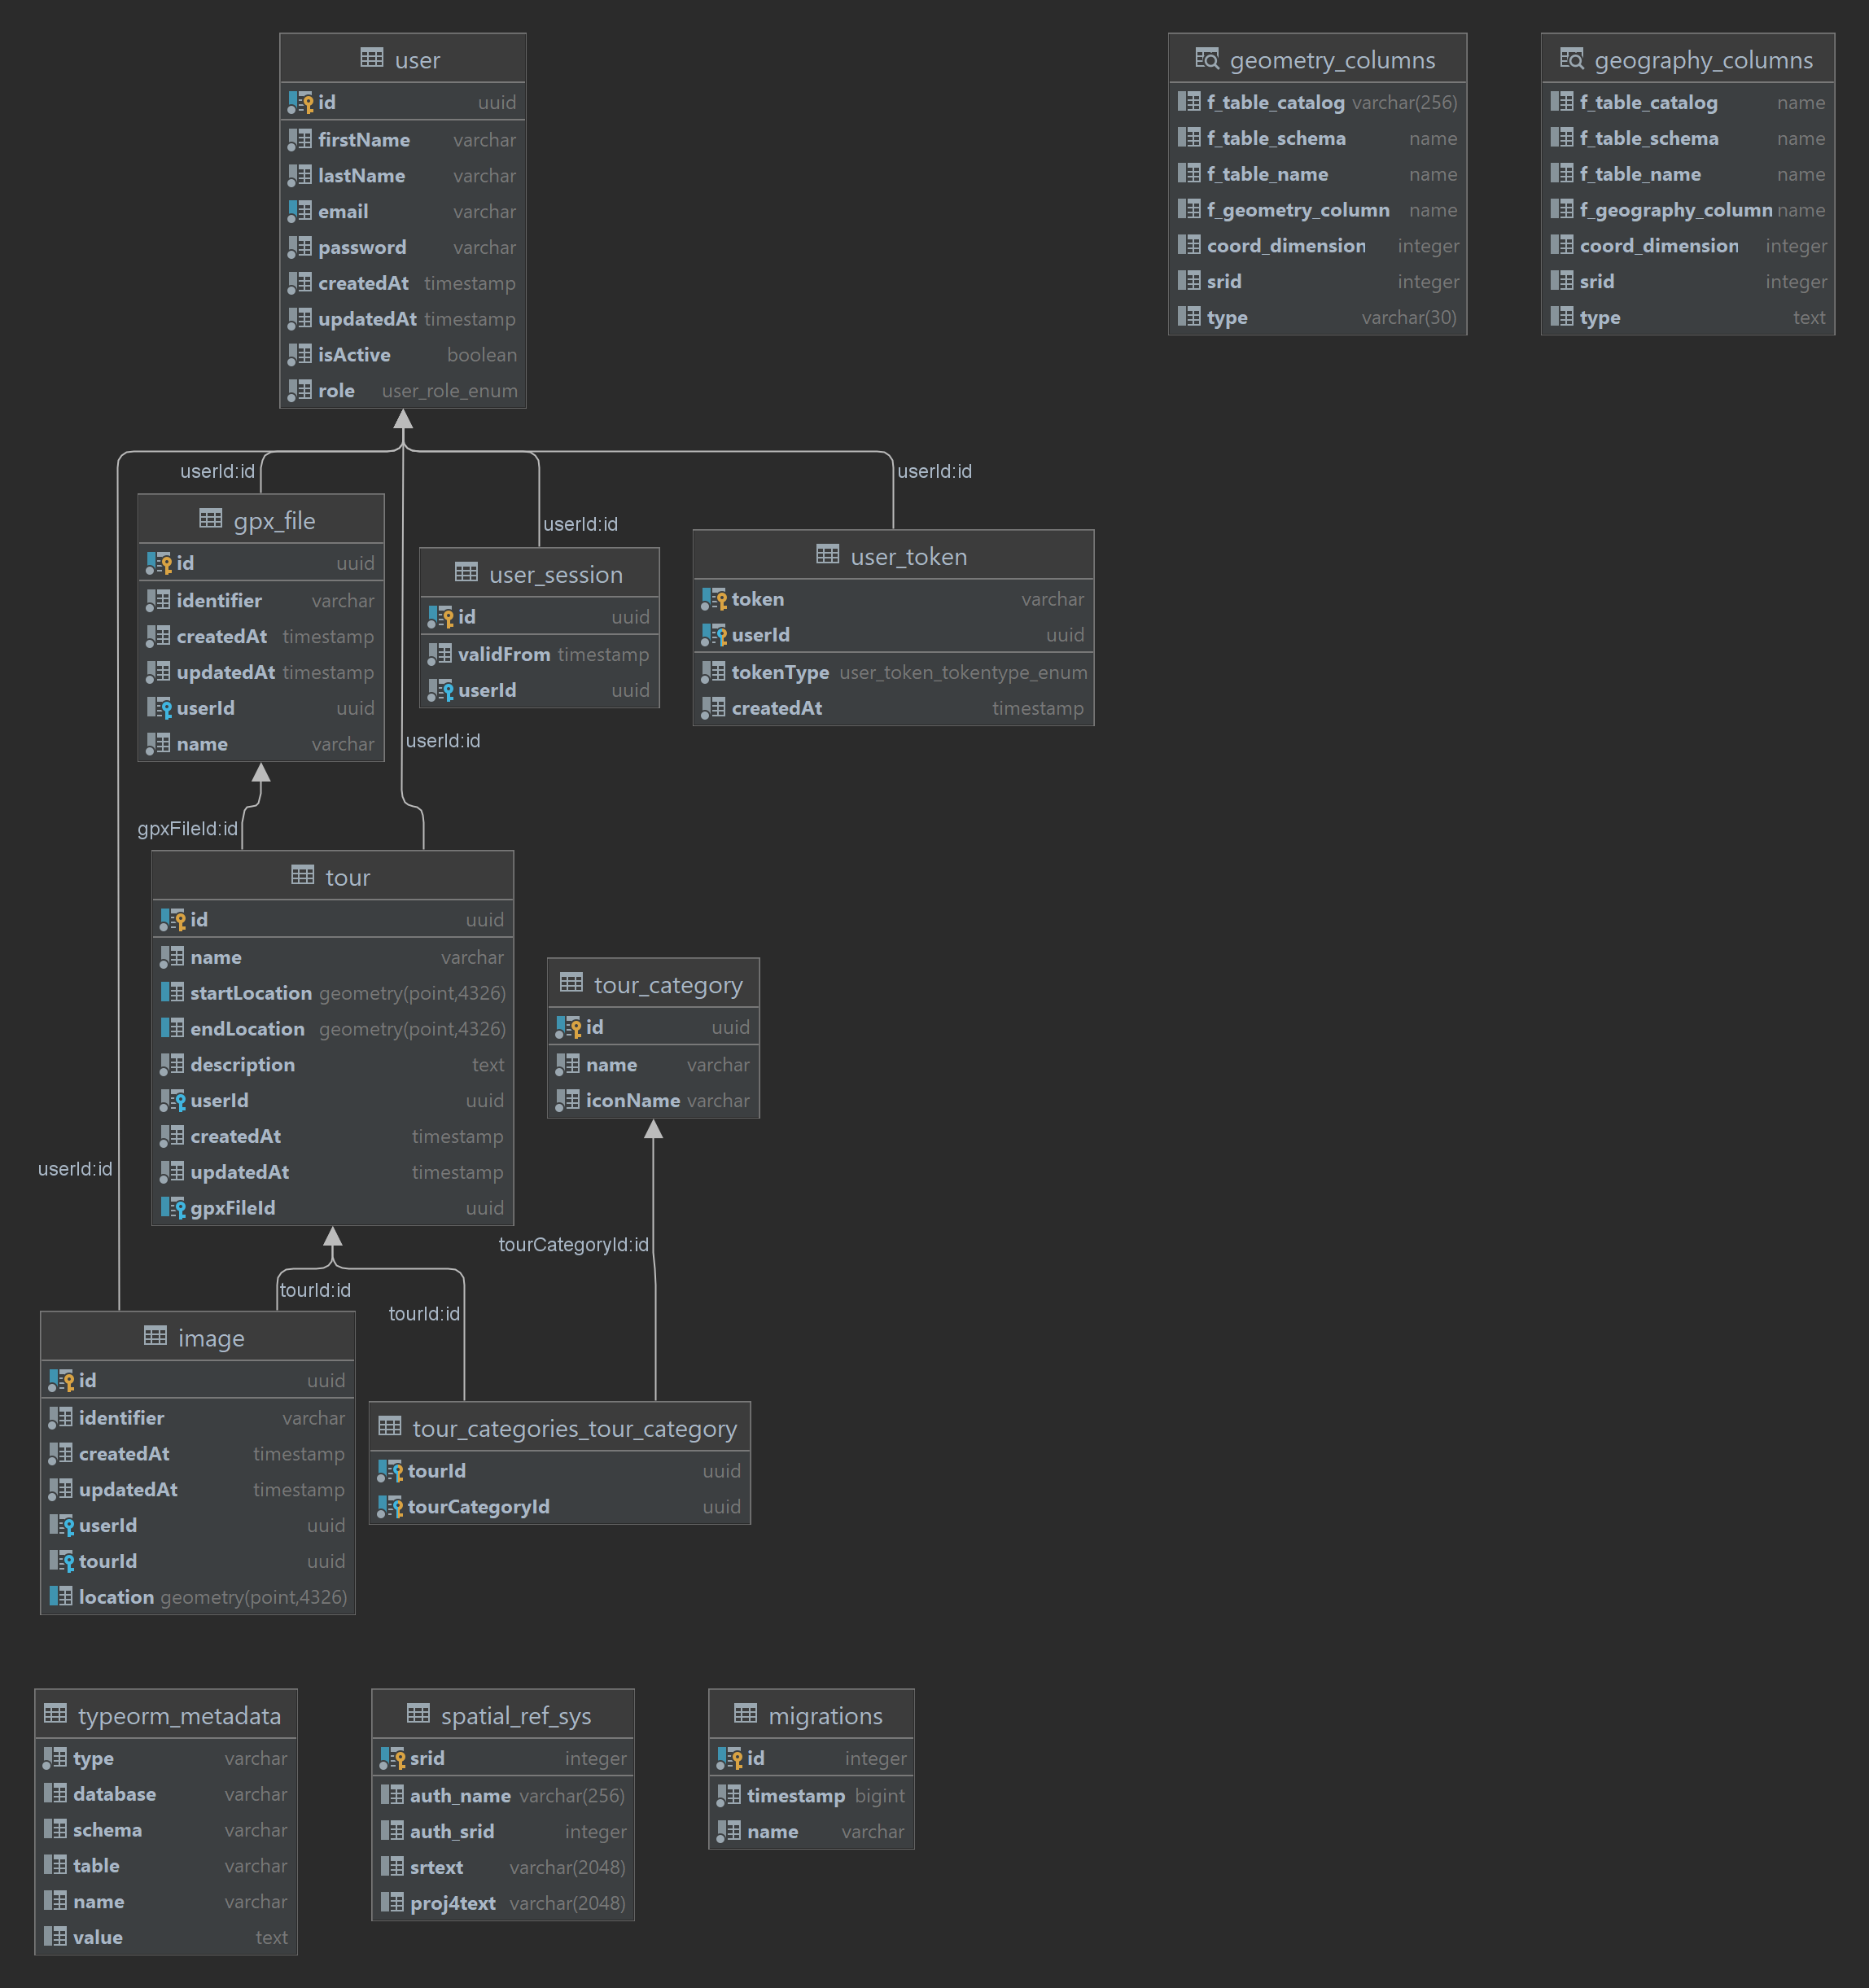 user
id uuid
firstName varchar
lastName varchar
email varchar
password varchar
createdAt timestamp
updatedAt timestamp
isActive boolean
role user_role_enum
geometry_columns
f_table_catalog varchar(256)
f_table_schema name
f_table_name name
f_geometry_column name
coord_dimension integer
srid integer
type varchar(30)
geography_columns
f_table_catalog name
f_table_schema name
f_table_name name
f_geography_column name
coord_dimension integer
srid integer
type text
userId:id
userId:id
userId:id
gpx_file
id uuid
identifier varchar
createdAt timestamp
updatedAt timestamp
userId uuid
name varchar
user_session
id uuid
validFrom timestamp
userId uuid
user_token
token varchar
userId uuid
tokenType user_token_tokentype_enum
createdAt timestamp
userId:id
gpxFileId:id
tour
id uuid
name varchar
startLocation geometry(point,4326)
endLocation geometry(point,4326)
description text
userId uuid
createdAt timestamp
updatedAt timestamp
gpxFileId uuid
tour_category
id uuid
name varchar
iconName varchar
userId:id
tourCategoryId:id
tourId:id
tourId:id
image
id uuid
identifier varchar
createdAt timestamp
updatedAt timestamp
userId uuid
tourId uuid
location geometry(point,4326)
tour_categories_tour_category
tourId uuid
tourCategoryId uuid
typeorm_metadata
type varchar
database varchar
schema varchar
table varchar
name varchar
value text
spatial_ref_sys
srid integer
auth_name varchar(256)
auth_srid integer
srtext varchar(2048)
proj4text varchar(2048)
migrations
id integer
timestamp bigint
name varchar